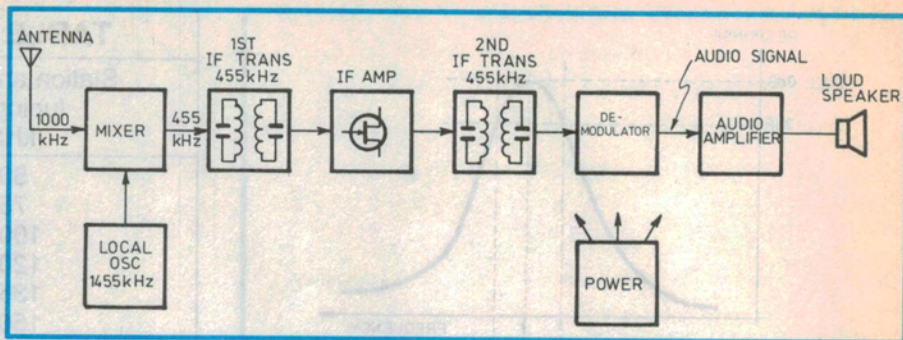 ANTENNA
1000
kHz
MIXER
LOCAL
OSC
1455kHz
455
kHz
1ST
IF TRANS
455kHz
IF AMP
2ND
IF TRANS
455kHz
DE-
MODULATOR
AUDIO SIGNAL
AUDIO
AMPLIFIER
LOUD
SPEAKER
POWER